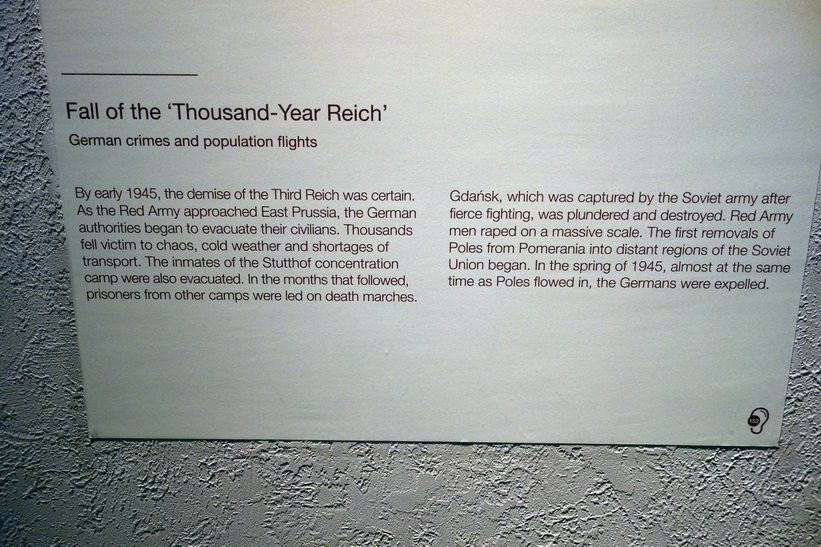 Fall of the ‘Thousand-Year Reich’
German crimes and population flights
By early 1945, the demise of the Third Reich was certain.
As the Red Army approached East Prussia, the German
authorities began to evacuate their civilians. Thousands
fell victim to chaos, cold weather and shortages of
transport. The inmates of the Stutthof concentration
camp were also evacuated. In the months that followed,
prisoners from other camps were led on death marches.
Gdańsk, which was captured by the Soviet army after
fierce fighting, was plundered and destroyed. Red Army
men raped on a massive scale. The first removals of
Poles from Pomerania into distant regions of the Soviet
Union began. In the spring of 1945, almost at the same
time as Poles flowed in, the Germans were expelled.